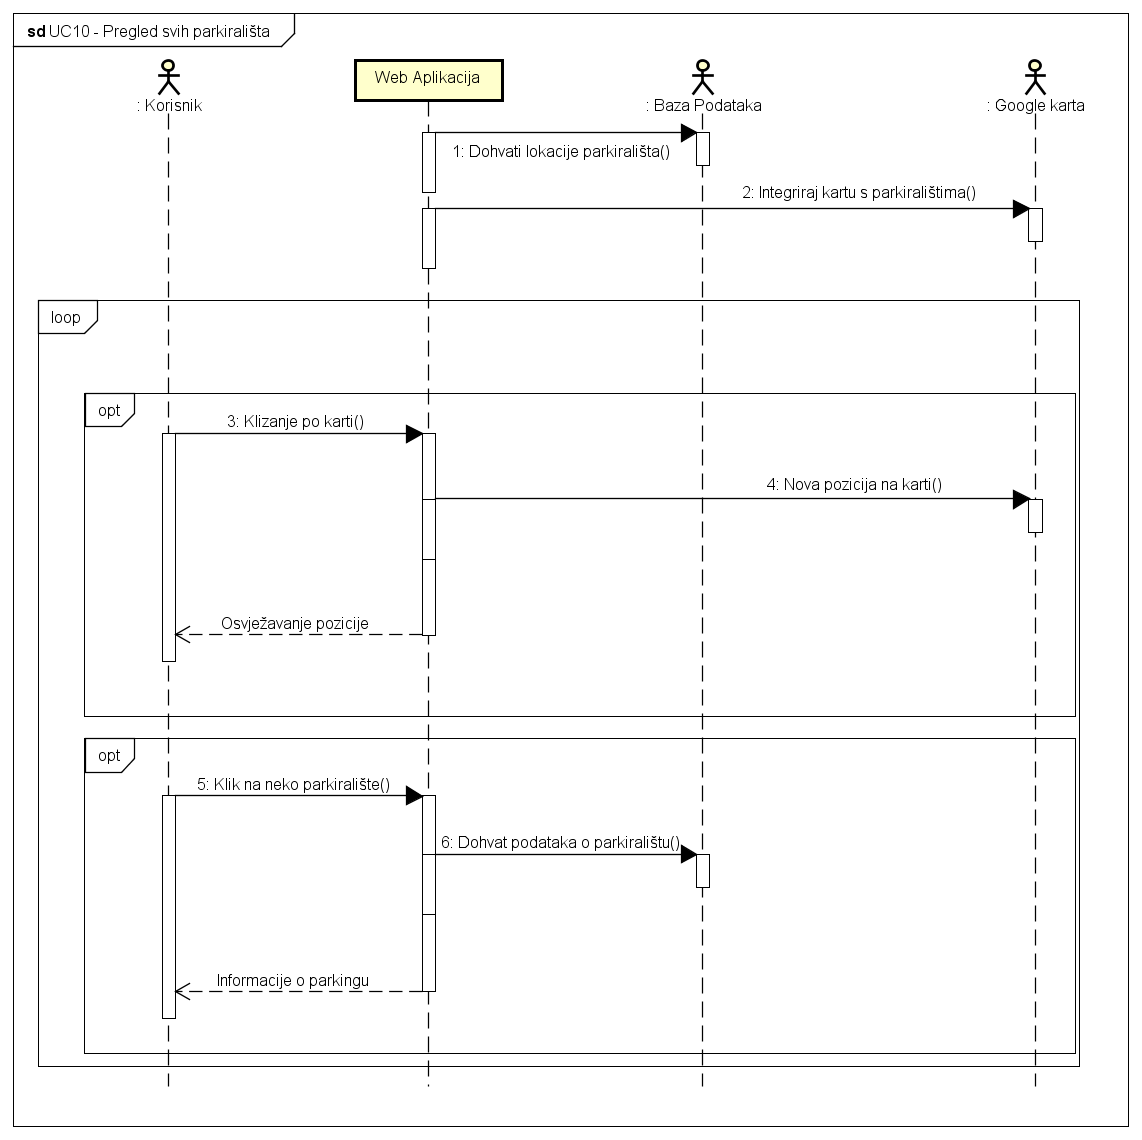 sd UC10 - Pregled svih parkirališta
: Korisnik
Web Aplikacija
: Baza Podataka
: Google karta
1: Dohvati lokacije parkirališta()
2: Integriraj kartu s parkiralištima()
loop
opt
3: Klizanje po karti()
4: Nova pozicija na karti()
Osvježavanje pozicije
opt
5: Klik na neko parkiralište()
6: Dohvat podataka o parkiralištu()
Informacije o parkingu